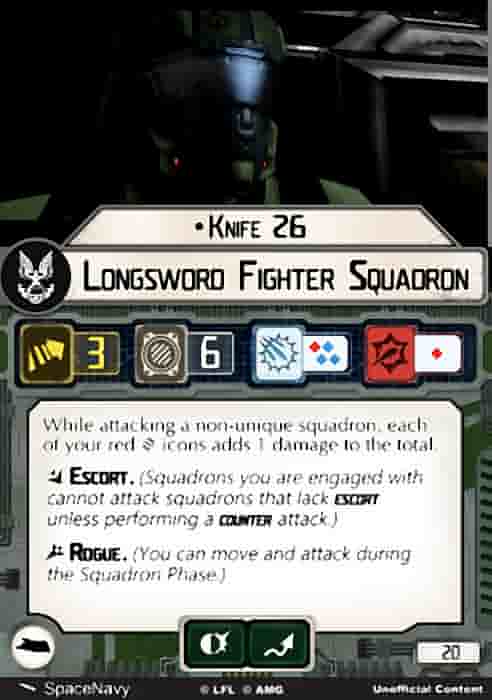 •Knife 26
Longsword Fighter Squadron
3 6
While attacking a non-unique squadron, each
of your red icons adds 1 damage to the total.
Escort. (Squadrons you are engaged with
cannot attack squadrons that lack escort
unless performing a counter attack.)
Rogue. (You can move and attack during
the Squadron Phase.)
20
SpaceNavy © LFL © AMG Unofficial Content